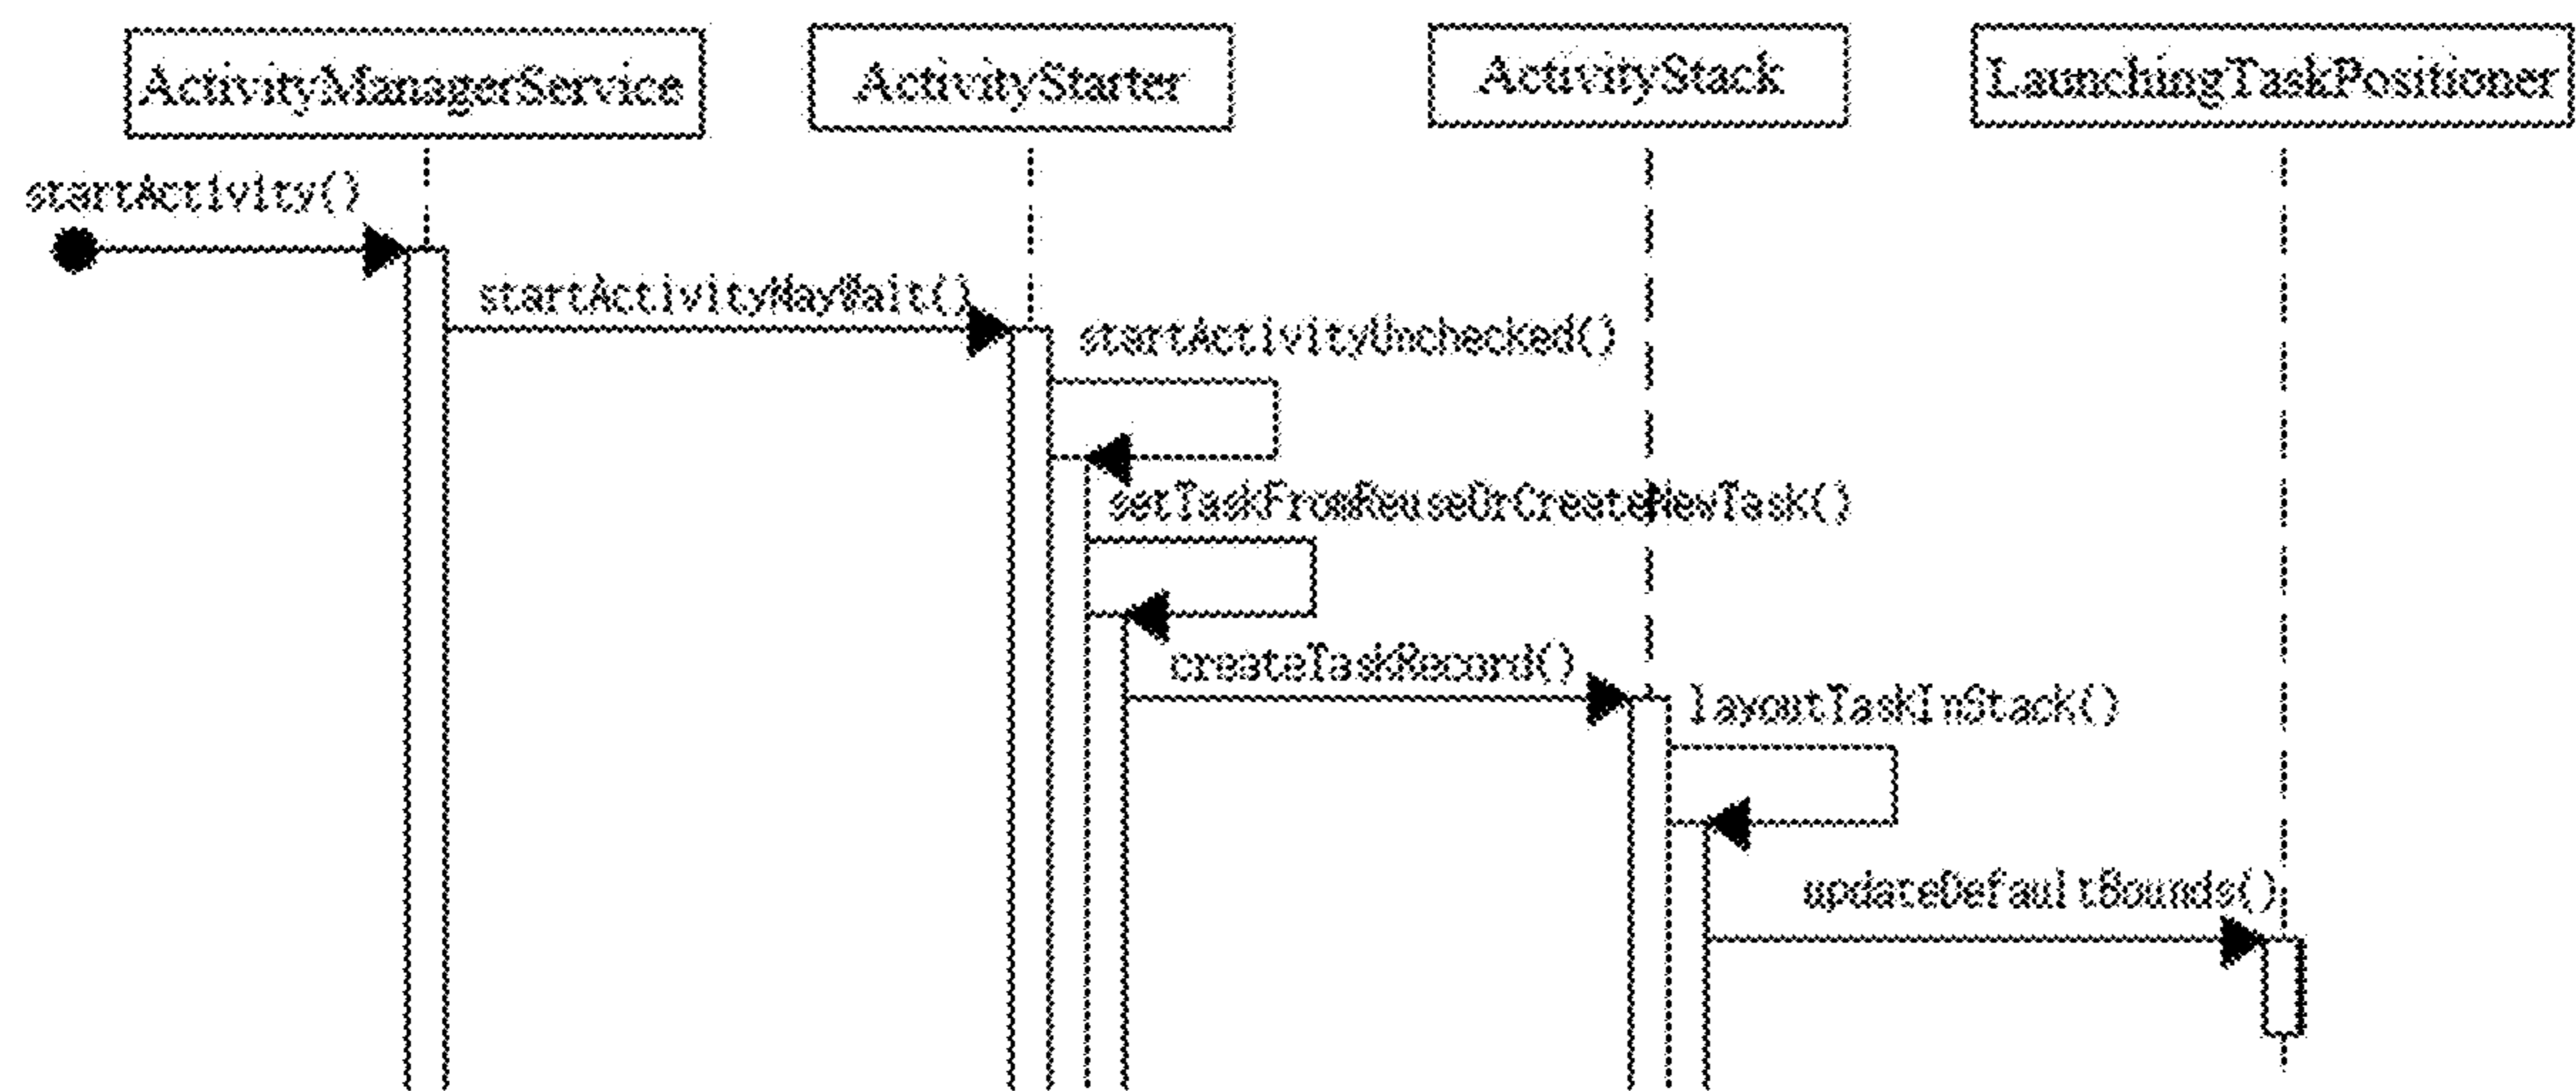 ActivityManagerService
ActivityStarter
ActivityStack
LaunchingTaskPositioner
startActivity()
startActivityMayWait()
startActivityUnchecked()
setTaskFromReuseOrCreateNewTask()
createTaskRecord()
layoutTaskInStack()
updateDefaultBounds()